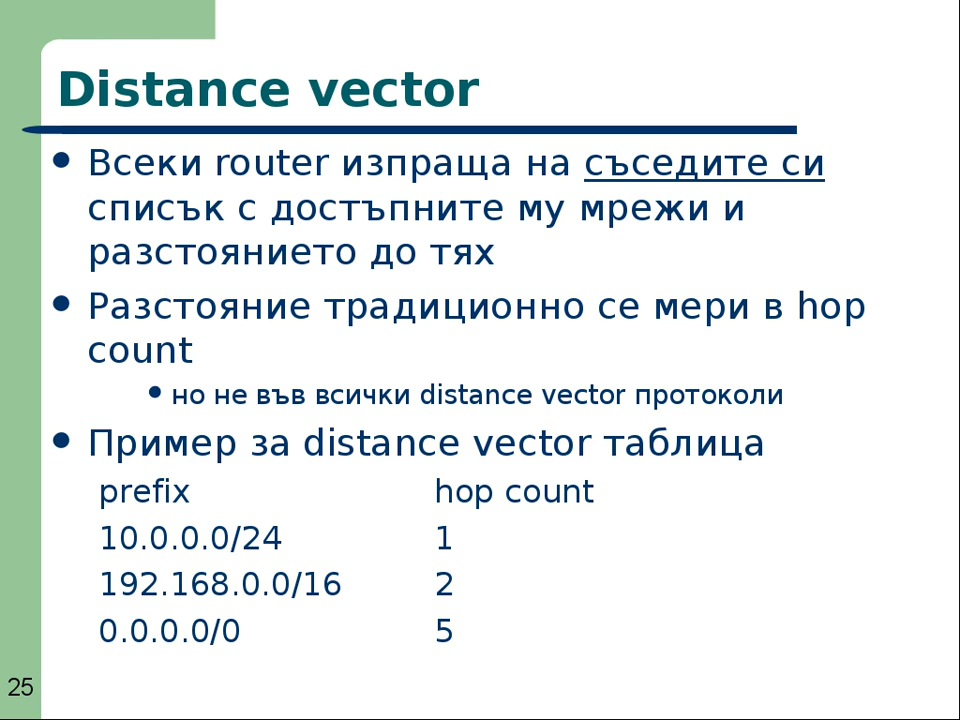 Distance vector
• Всеки router изпраща на съседите си
списък с достъпните му мрежи и
разстоянието до тях
• Разстояние традиционно се мери в hop
count
• но не във всички distance vector протоколи
• Пример за distance vector таблица
prefix hop count
10.0.0.0/24 1
192.168.0.0/16 2
0.0.0.0/0 5
25